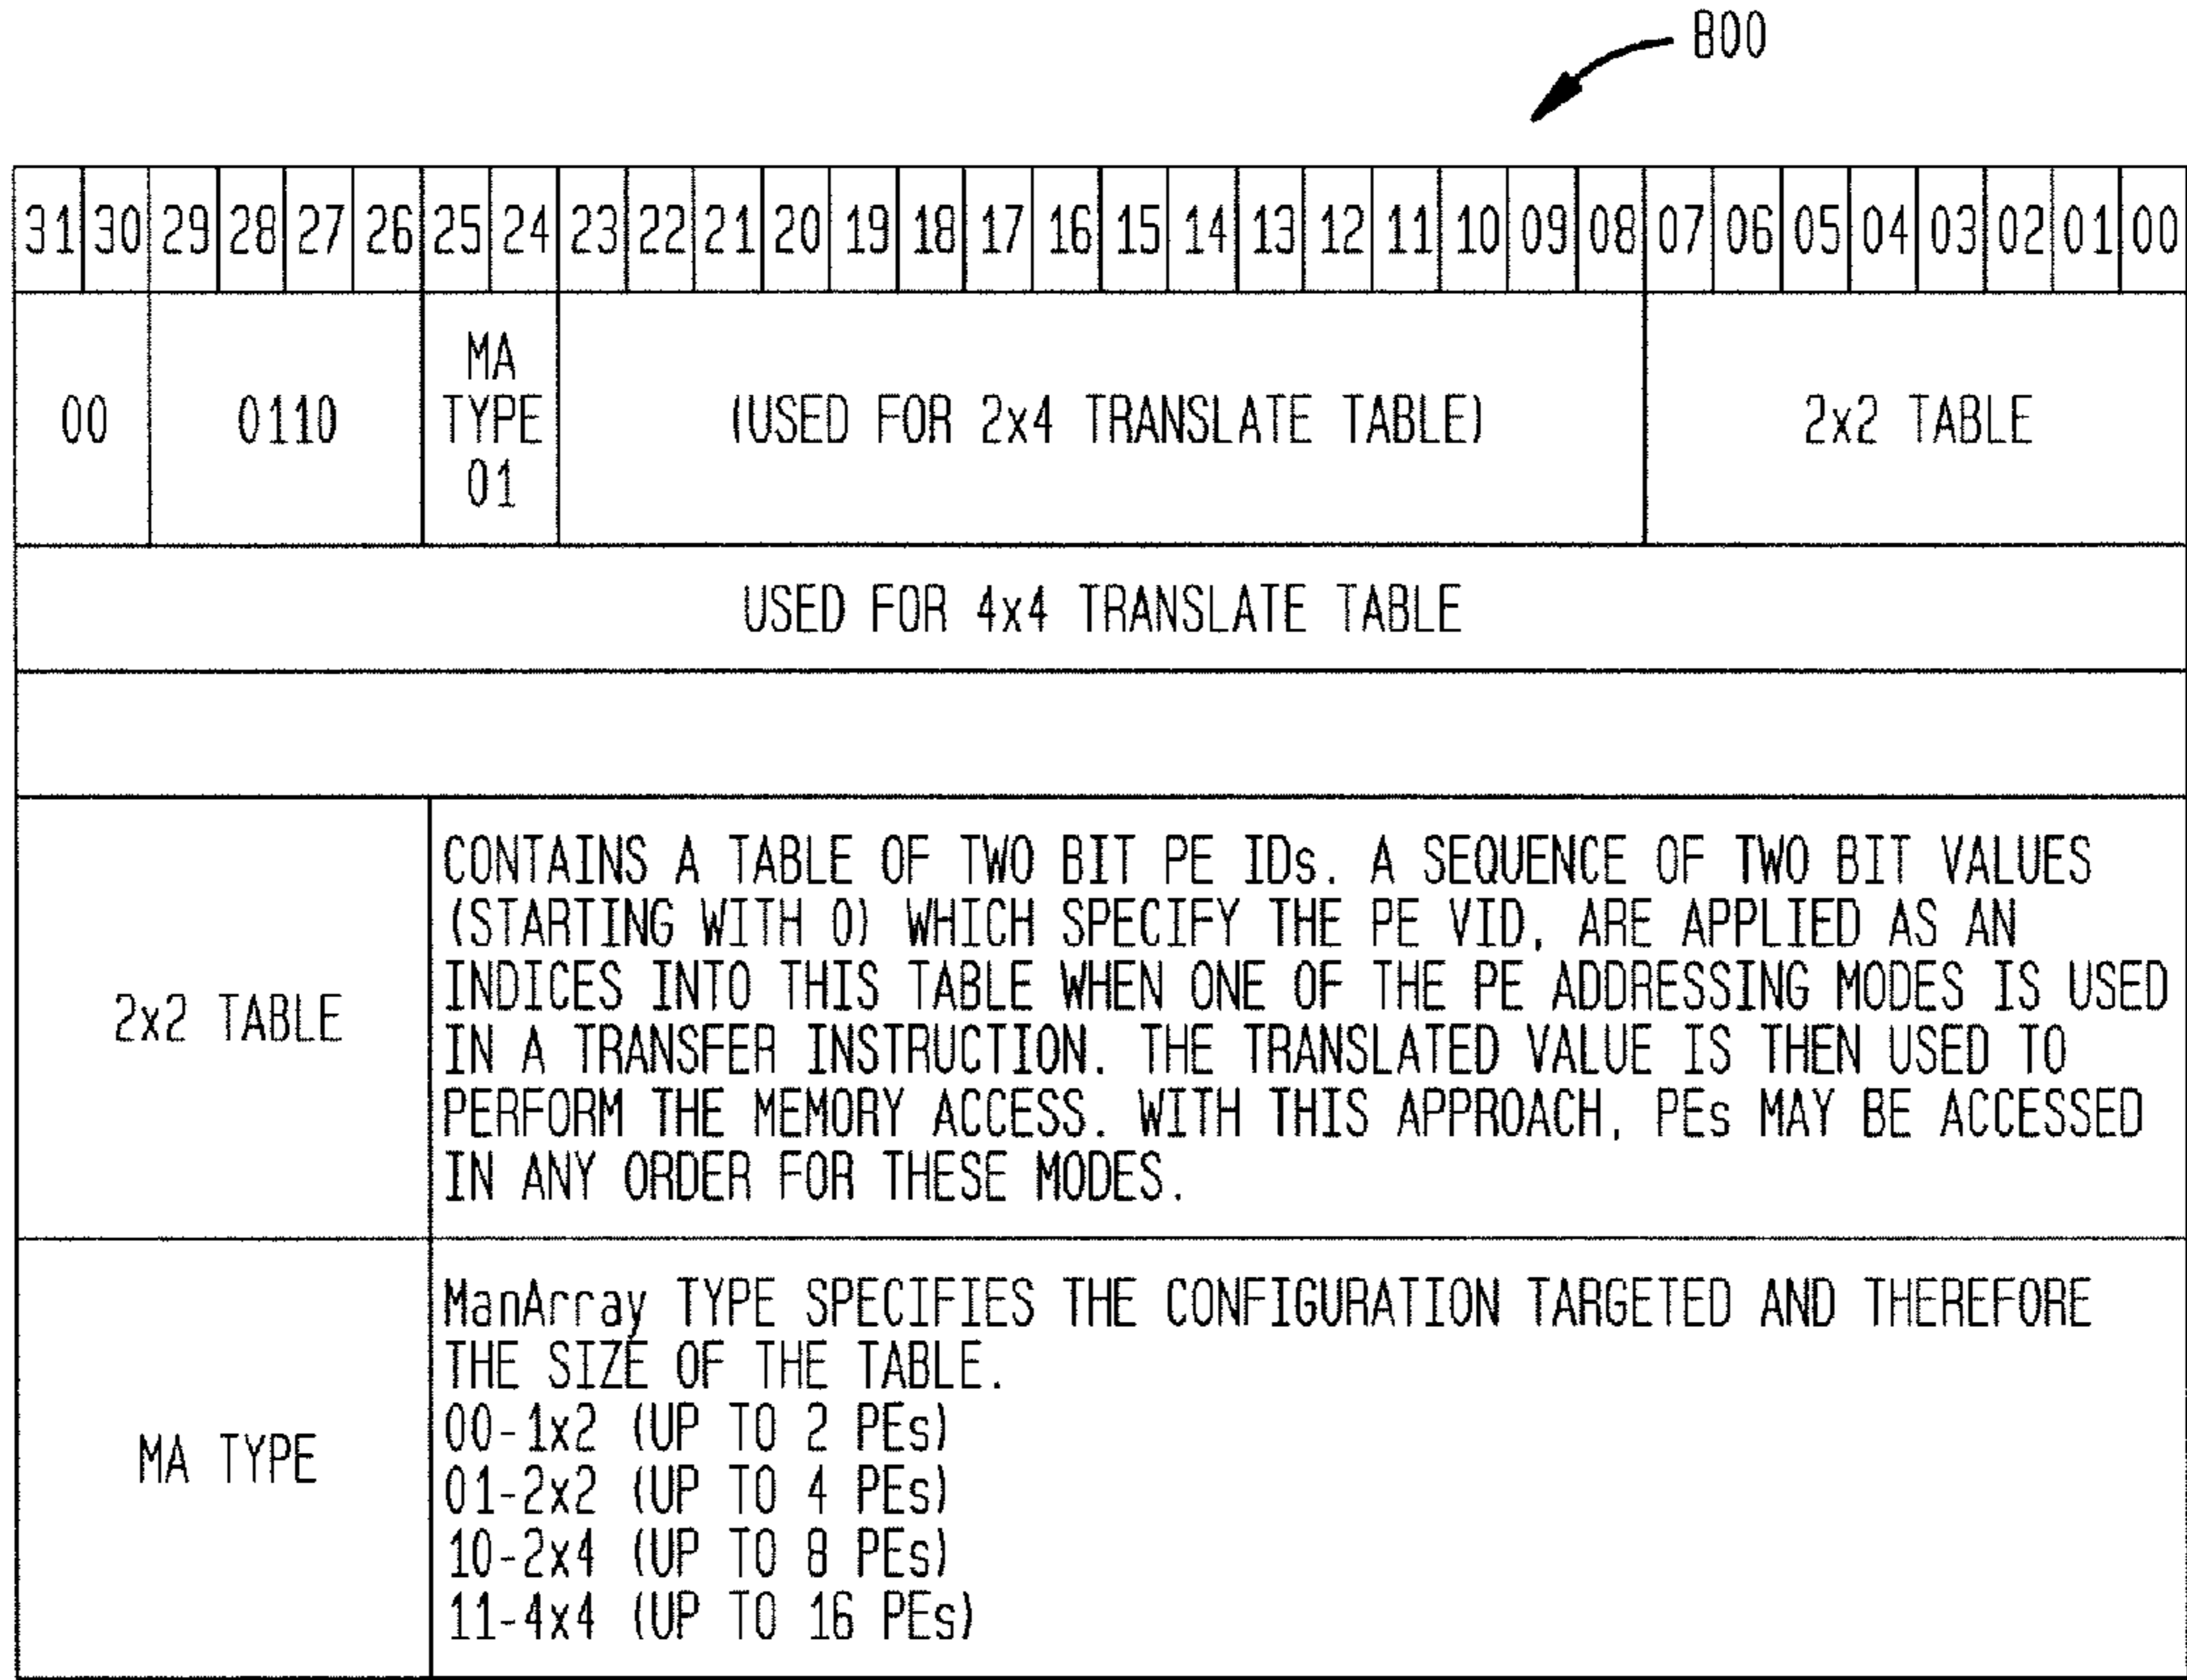 800
31 30 29 28 27 26 25 24 23 22 21 20 19 18 17 16 15 14 13 12 11 10 09 08 07 06 05 04 03 02 01 00
00 0110 MA TYPE 01 (USED FOR 2x4 TRANSLATE TABLE) 2x2 TABLE
USED FOR 4x4 TRANSLATE TABLE
2x2 TABLE
CONTAINS A TABLE OF TWO BIT PE IDs. A SEQUENCE OF TWO BIT VALUES
(STARTING WITH 0) WHICH SPECIFY THE PE VID, ARE APPLIED AS AN
INDICES INTO THIS TABLE WHEN ONE OF THE PE ADDRESSING MODES IS USED
IN A TRANSFER INSTRUCTION. THE TRANSLATED VALUE IS THEN USED TO
PERFORM THE MEMORY ACCESS. WITH THIS APPROACH, PEs MAY BE ACCESSED
IN ANY ORDER FOR THESE MODES.
MA TYPE
ManArray TYPE SPECIFIES THE CONFIGURATION TARGETED AND THEREFORE
THE SIZE OF THE TABLE.
00-1x2 (UP TO 2 PEs)
01-2x2 (UP TO 4 PEs)
10-2x4 (UP TO 8 PEs)
11-4x4 (UP TO 16 PEs)